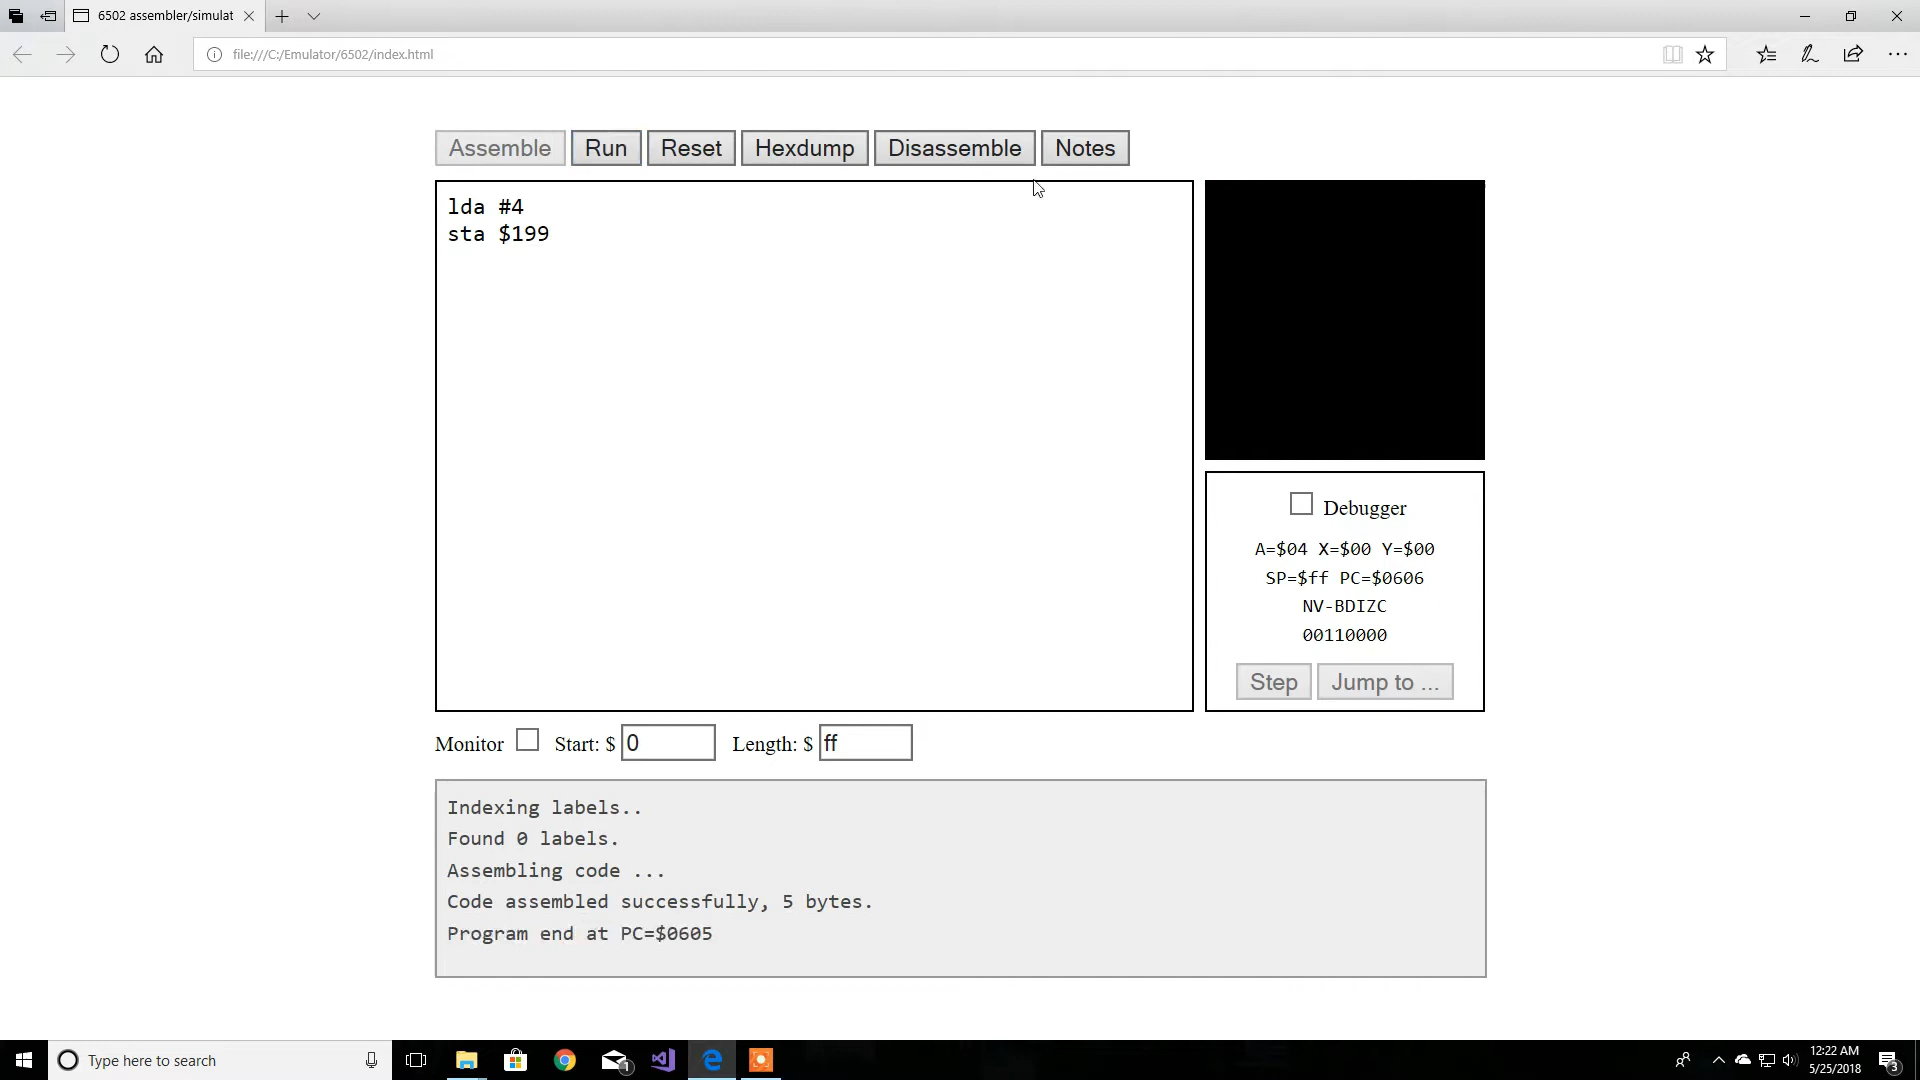 6502 assembler/simulat
file:///C:/Emulator/6502/index.html
Assemble Run Reset Hexdump Disassemble Notes
lda #4
sta $199
Debugger
A=$04 X=$00 Y=$00
SP=$ff PC=$0606
NV-BDIZC
00110000
Step Jump to ...
Monitor Start: $ 0 Length: $ ff
Indexing labels..
Found 0 labels.
Assembling code ...
Code assembled successfully, 5 bytes.
Program end at PC=$0605
Type here to search
1
12:22 AM
5/25/2018
3